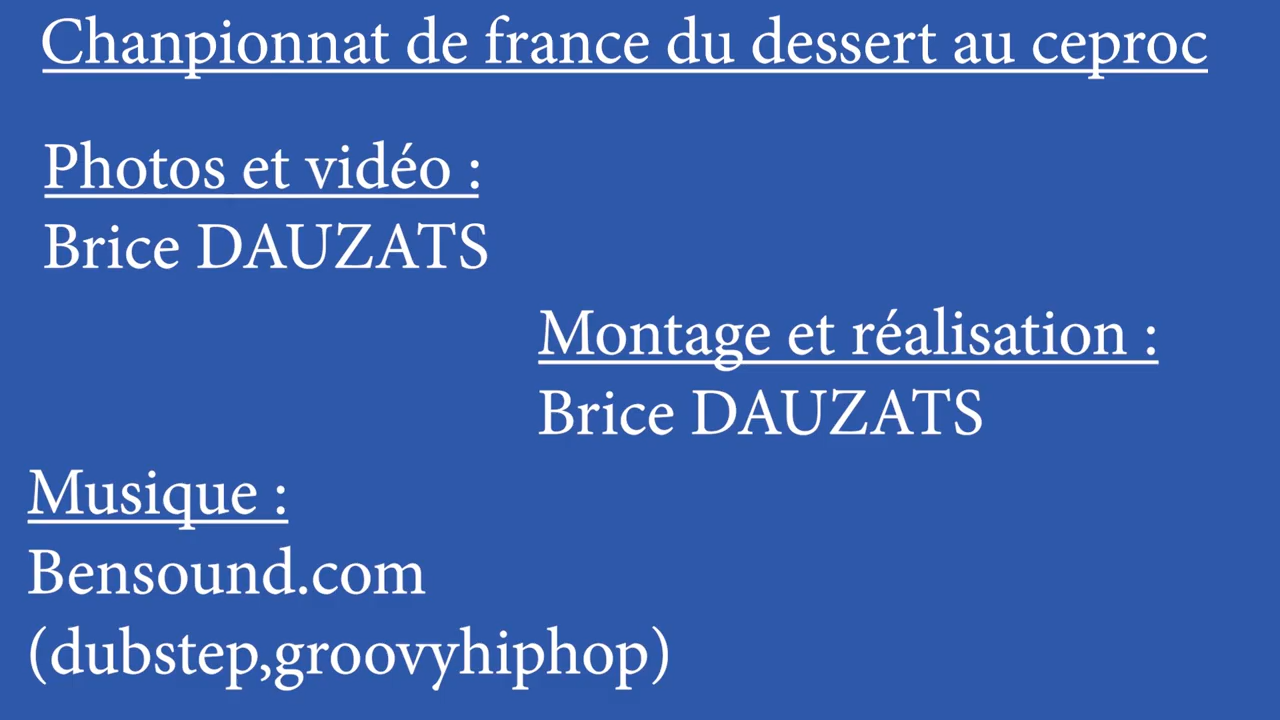 Chanpionnat de france du dessert au ceproc
Photos et vidéo :
Brice DAUZATS
Montage et réalisation :
Brice DAUZATS
Musique :
Bensound.com
(dubstep,groovyhiphop)